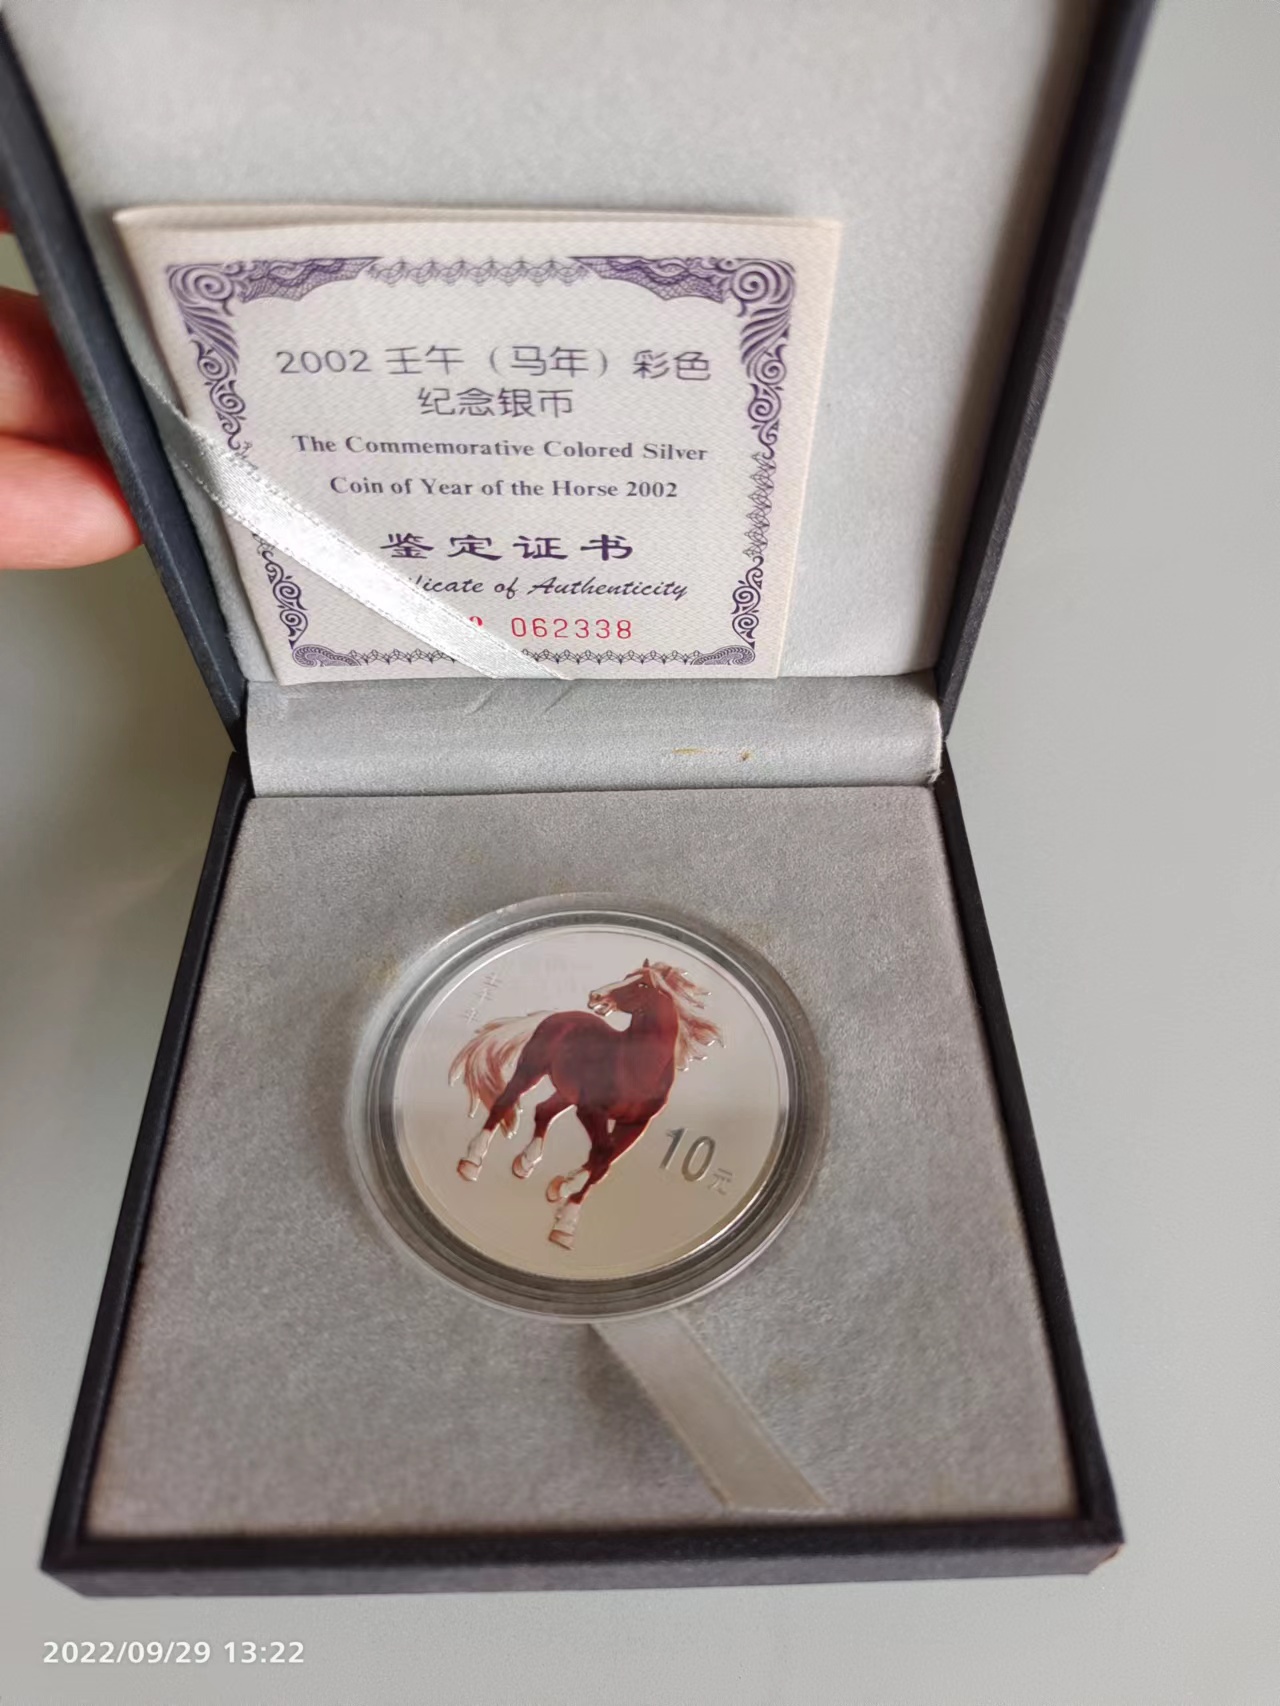 2002 壬午（马年）彩色
纪念银币
The Commemorative Colored Silver
Coin of Year of the Horse 2002
鉴定证书
of Authenticity
062338
10元
2022/09/29 13:22